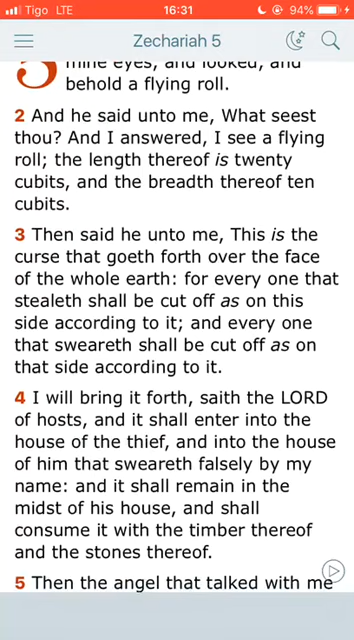 Tigo LTE 16:31 94%
Zechariah 5
5 mine eyes, and looked, and
behold a flying roll.
2 And he said unto me, What seest
thou? And I answered, I see a flying
roll; the length thereof is twenty
cubits, and the breadth thereof ten
cubits.
3 Then said he unto me, This is the
curse that goeth forth over the face
of the whole earth: for every one that
stealeth shall be cut off as on this
side according to it; and every one
that sweareth shall be cut off as on
that side according to it.
4 I will bring it forth, saith the LORD
of hosts, and it shall enter into the
house of the thief, and into the house
of him that sweareth falsely by my
name: and it shall remain in the
midst of his house, and shall
consume it with the timber thereof
and the stones thereof.
5 Then the angel that talked with me